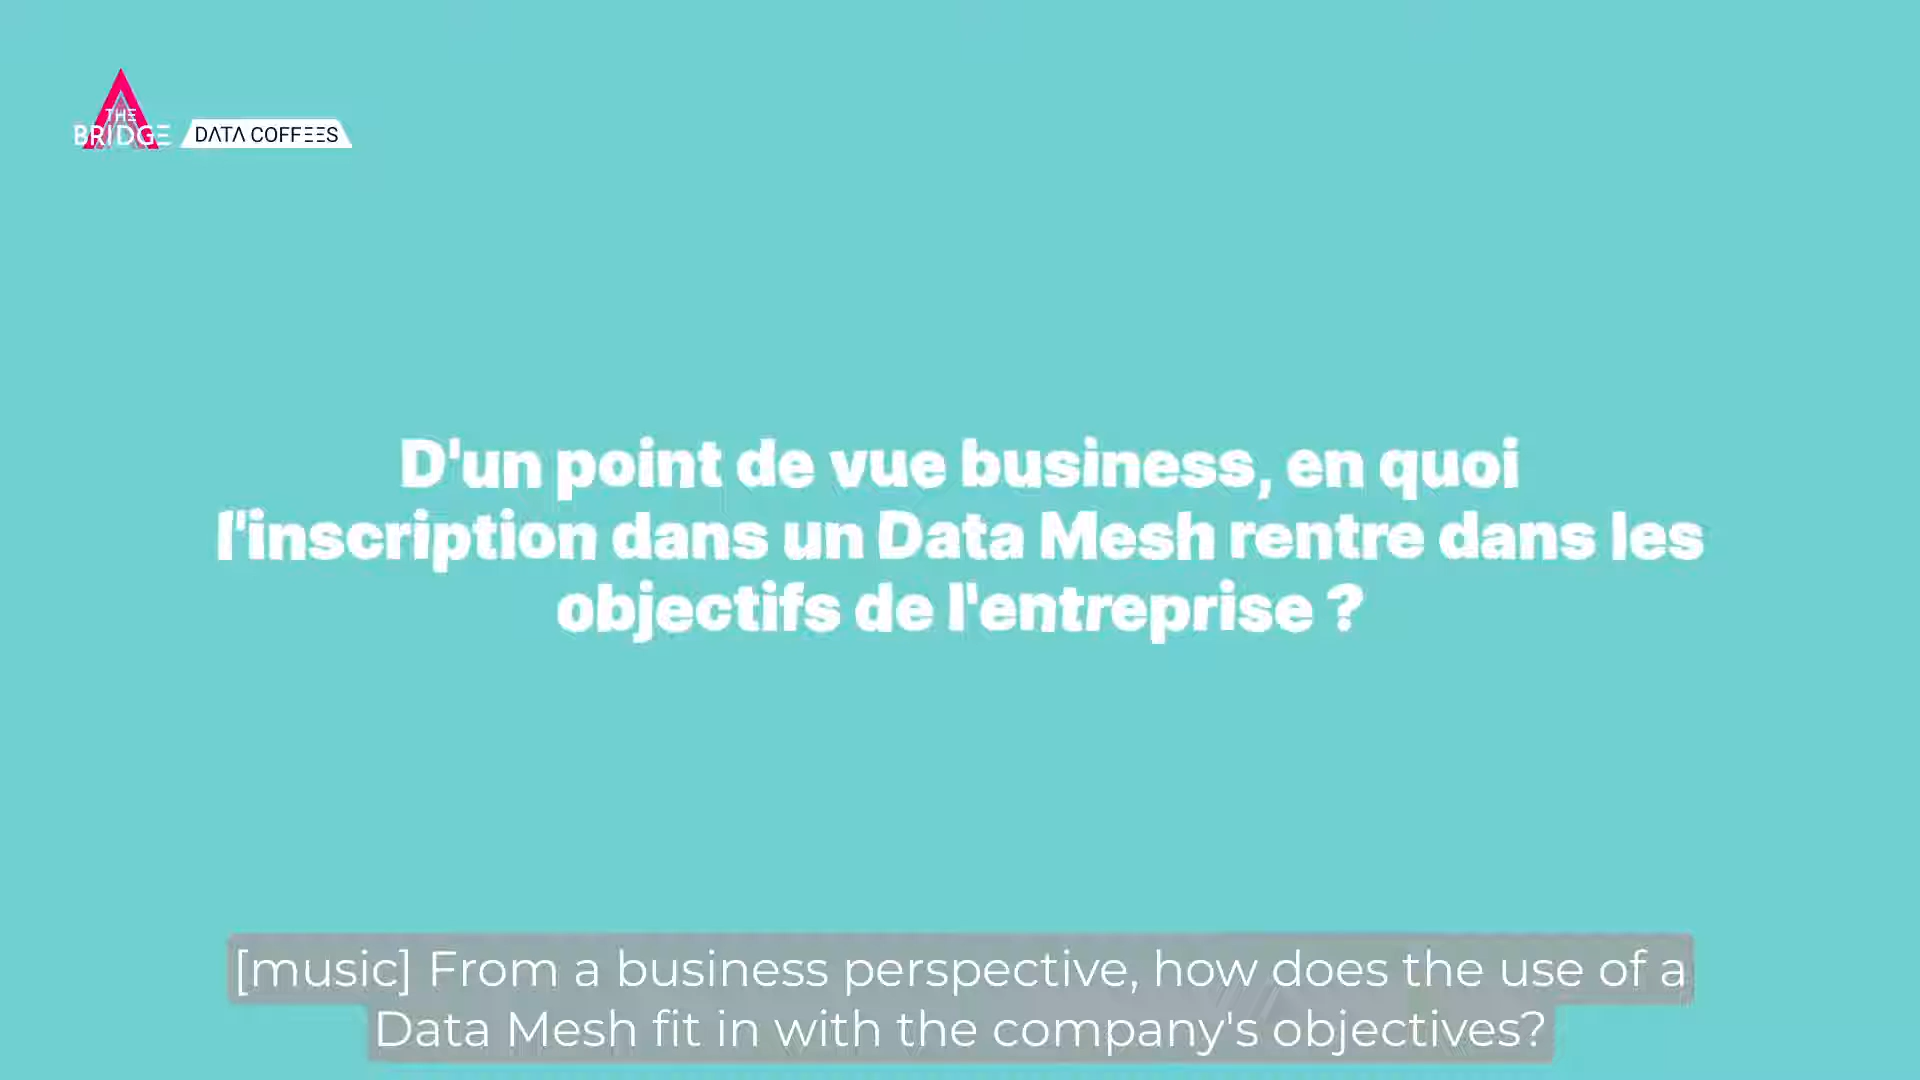 THE
BRIDGE
DATA COFFEES
D'un point de vue business, en quoi
l'inscription dans un Data Mesh rentre dans les
objectifs de l'entreprise ?
[music] From a business perspective, how does the use of a
Data Mesh fit in with the company's objectives?